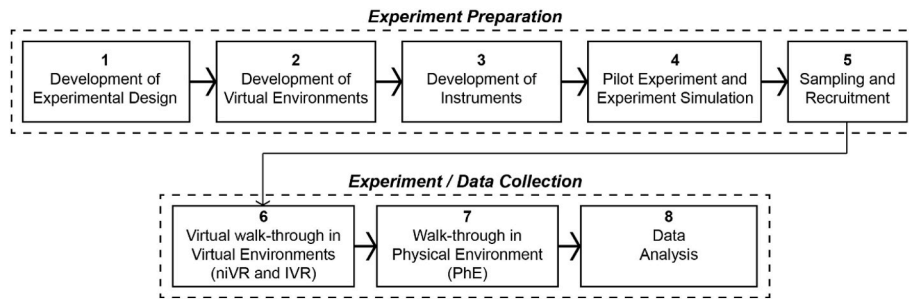 Experiment Preparation
1
Development of
Experimental Design
2
Development of
Virtual Environments
3
Development of
Instruments
4
Pilot Experiment and
Experiment Simulation
5
Sampling and
Recruitment
Experiment / Data Collection
6
Virtual walk-through in
Virtual Environments
(niVR and IVR)
7
Walk-through in
Physical Environment
(PhE)
8
Data
Analysis